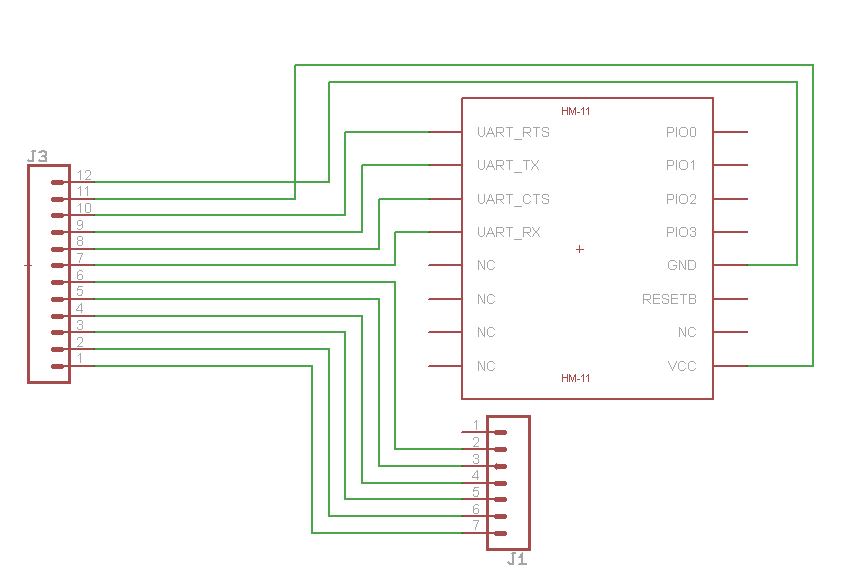 HM-11
UART_RTS PIO0
UART_TX PIO1
UART_CTS PIO2
UART_RX PIO3
NC GND
NC RESETB
NC NC
NC VCC
HM-11
J3
12
11
10
9
8
7
6
5
4
3
2
1
1
2
3
4
5
6
7
J1